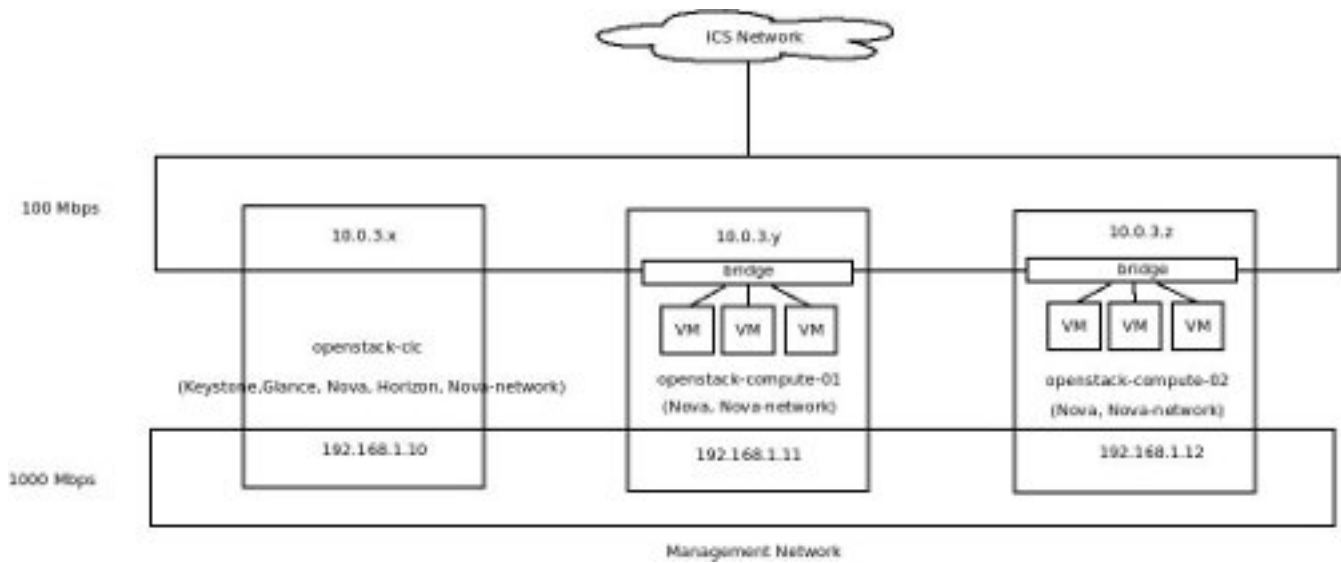 ICS Network
100 Mbps
10.0.3.x
10.0.3.y
10.0.3.z
bridge
bridge
VM VM VM
VM VM VM
openstack-clc
(Keystone,Glance, Nova, Horizon, Nova-network)
openstack-compute-01
(Nova, Nova-network)
openstack-compute-02
(Nova, Nova-network)
192.168.1.10
192.168.1.11
192.168.1.12
1000 Mbps
Management Network